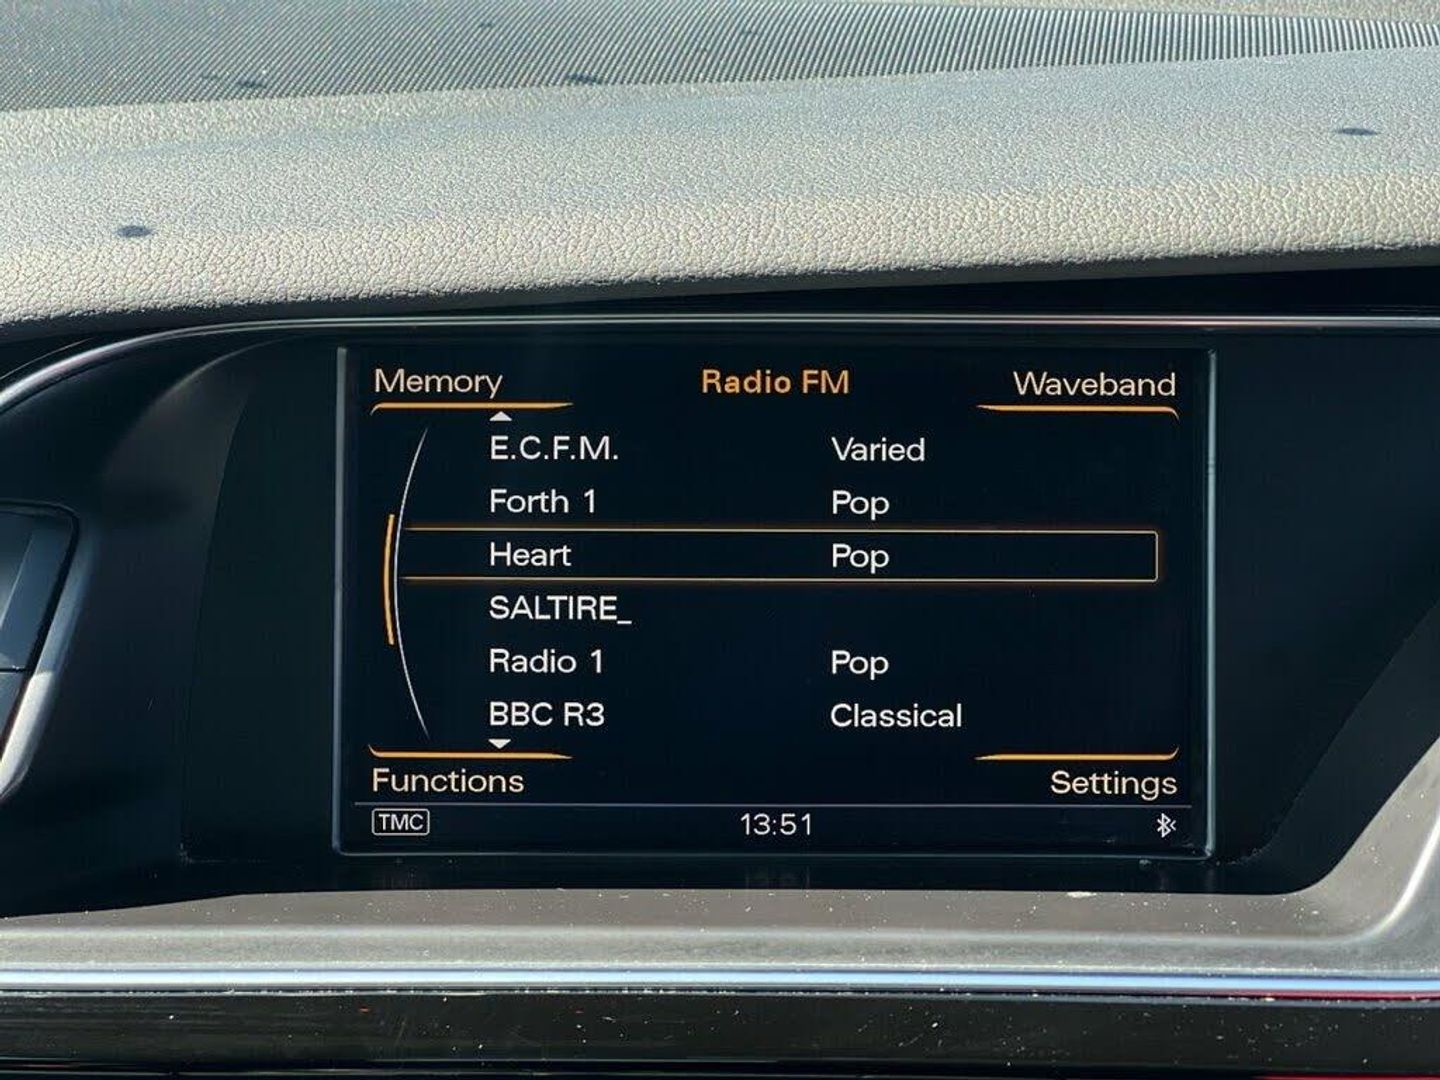 Memory Radio FM Waveband
E.C.F.M. Varied
Forth 1 Pop
Heart Pop
SALTIRE_
Radio 1 Pop
BBC R3 Classical
Functions Settings
TMC 13:51